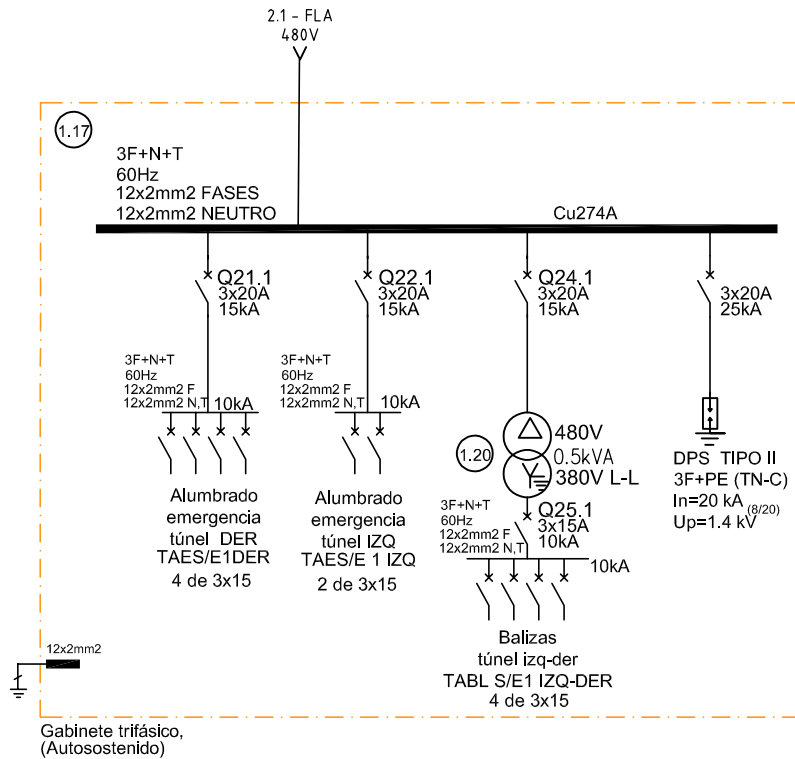 2.1 - FLA
480V
1.17
3F+N+T
60Hz
12x2mm2 FASES
12x2mm2 NEUTRO
Cu274A
Q21.1
3x20A
15kA
Q22.1
3x20A
15kA
Q24.1
3x20A
15kA
3x20A
25kA
3F+N+T
60Hz
12x2mm2 F
12x2mm2 N,T
10kA
3F+N+T
60Hz
12x2mm2 F
12x2mm2 N,T
10kA
Alumbrado
emergencia
túnel DER
TAES/E1DER
4 de 3x15
Alumbrado
emergencia
túnel IZQ
TAES/E 1 IZQ
2 de 3x15
1.20
480V
0.5kVA
380V L-L
Q25.1
3x15A
10kA
3F+N+T
60Hz
12x2mm2 F
12x2mm2 N,T
10kA
Balizas
túnel izq-der
TABL S/E1 IZQ-DER
4 de 3x15
DPS TIPO II
3F+PE (TN-C)
In=20 kA (8/20)
Up=1.4 kV
12x2mm2
Gabinete trifásico,
(Autosostenido)